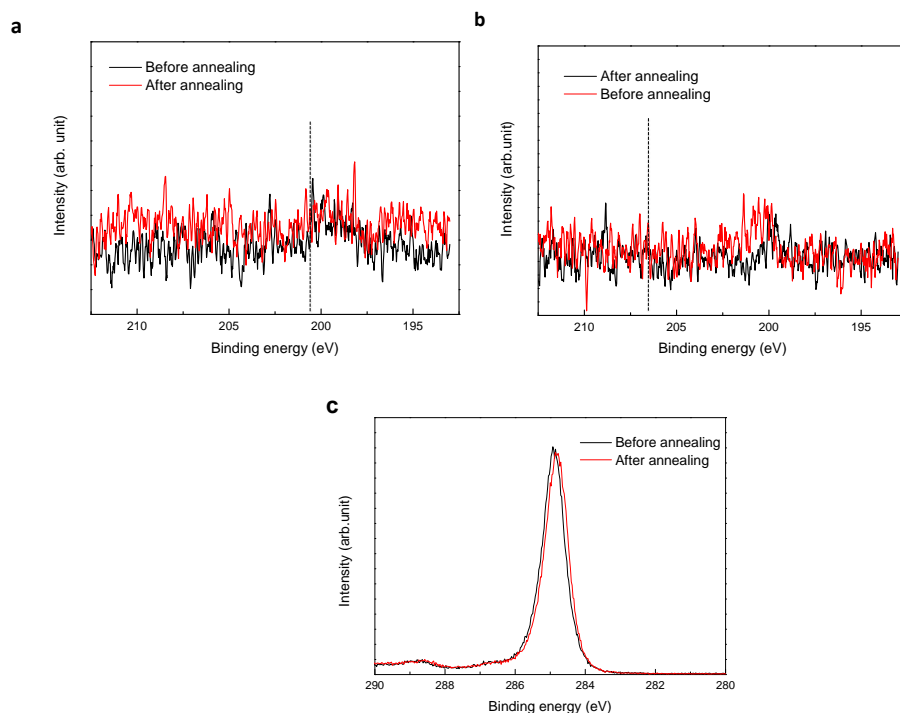 a
Before annealing
After annealing
Intensity (arb. unit)
210 205 200 195
Binding energy (eV)
b
After annealing
Before annealing
Intensity (arb.unit)
210 205 200 195
Binding energy (eV)
c
Before annealing
After annealing
Intensity (arb.unit)
290 288 286 284 282 280
Binding energy (eV)